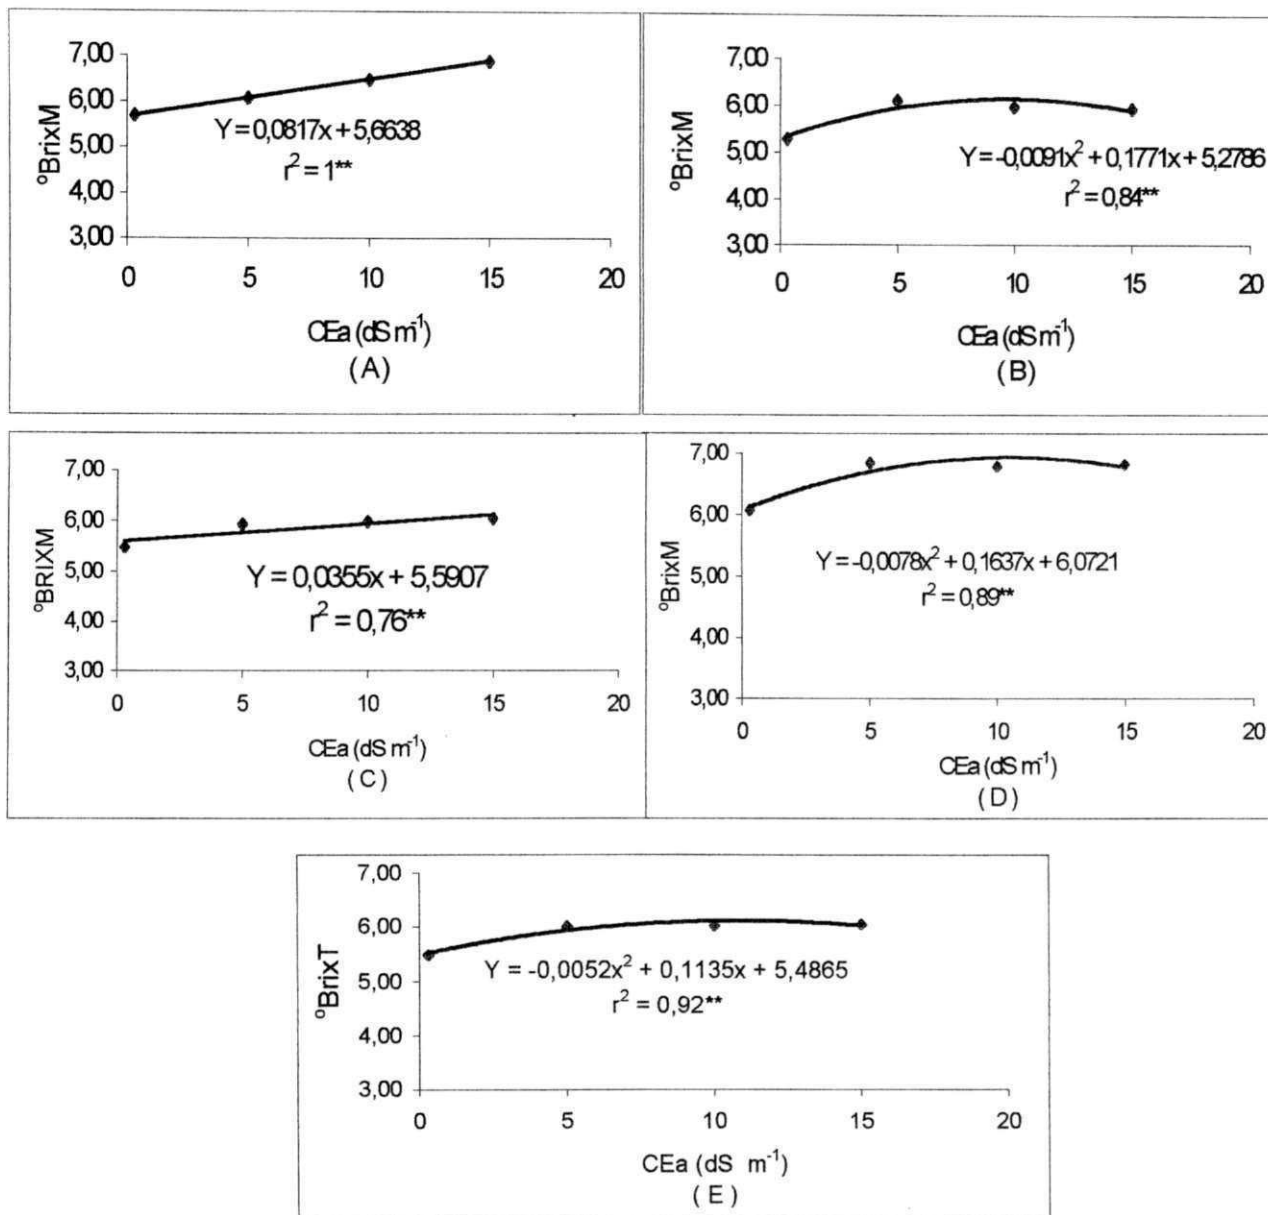 7,00
6,00
5,00
4,00
3,00
ºBrixM
Y = 0,0817x + 5,6638
r² = 1**
0 5 10 15 20
CEa (dS m⁻¹)
( A )
7,00
6,00
5,00
4,00
3,00
ºBrixM
Y = -0,0091x² + 0,1771x + 5,2786
r² = 0,84**
0 5 10 15 20
CEa (dS m⁻¹)
( B )
7,00
6,00
5,00
4,00
3,00
ºBRIXM
Y = 0,0355x + 5,5907
r² = 0,76**
0 5 10 15 20
CEa (dS m⁻¹)
( C )
7,00
6,00
5,00
4,00
3,00
ºBrixM
Y = -0,0078x² + 0,1637x + 6,0721
r² = 0,89**
0 5 10 15 20
CEa (dS m⁻¹)
( D )
7,00
6,00
5,00
4,00
3,00
ºBrixT
Y = -0,0052x² + 0,1135x + 5,4865
r² = 0,92**
0 5 10 15 20
CEa (dS m⁻¹)
( E )